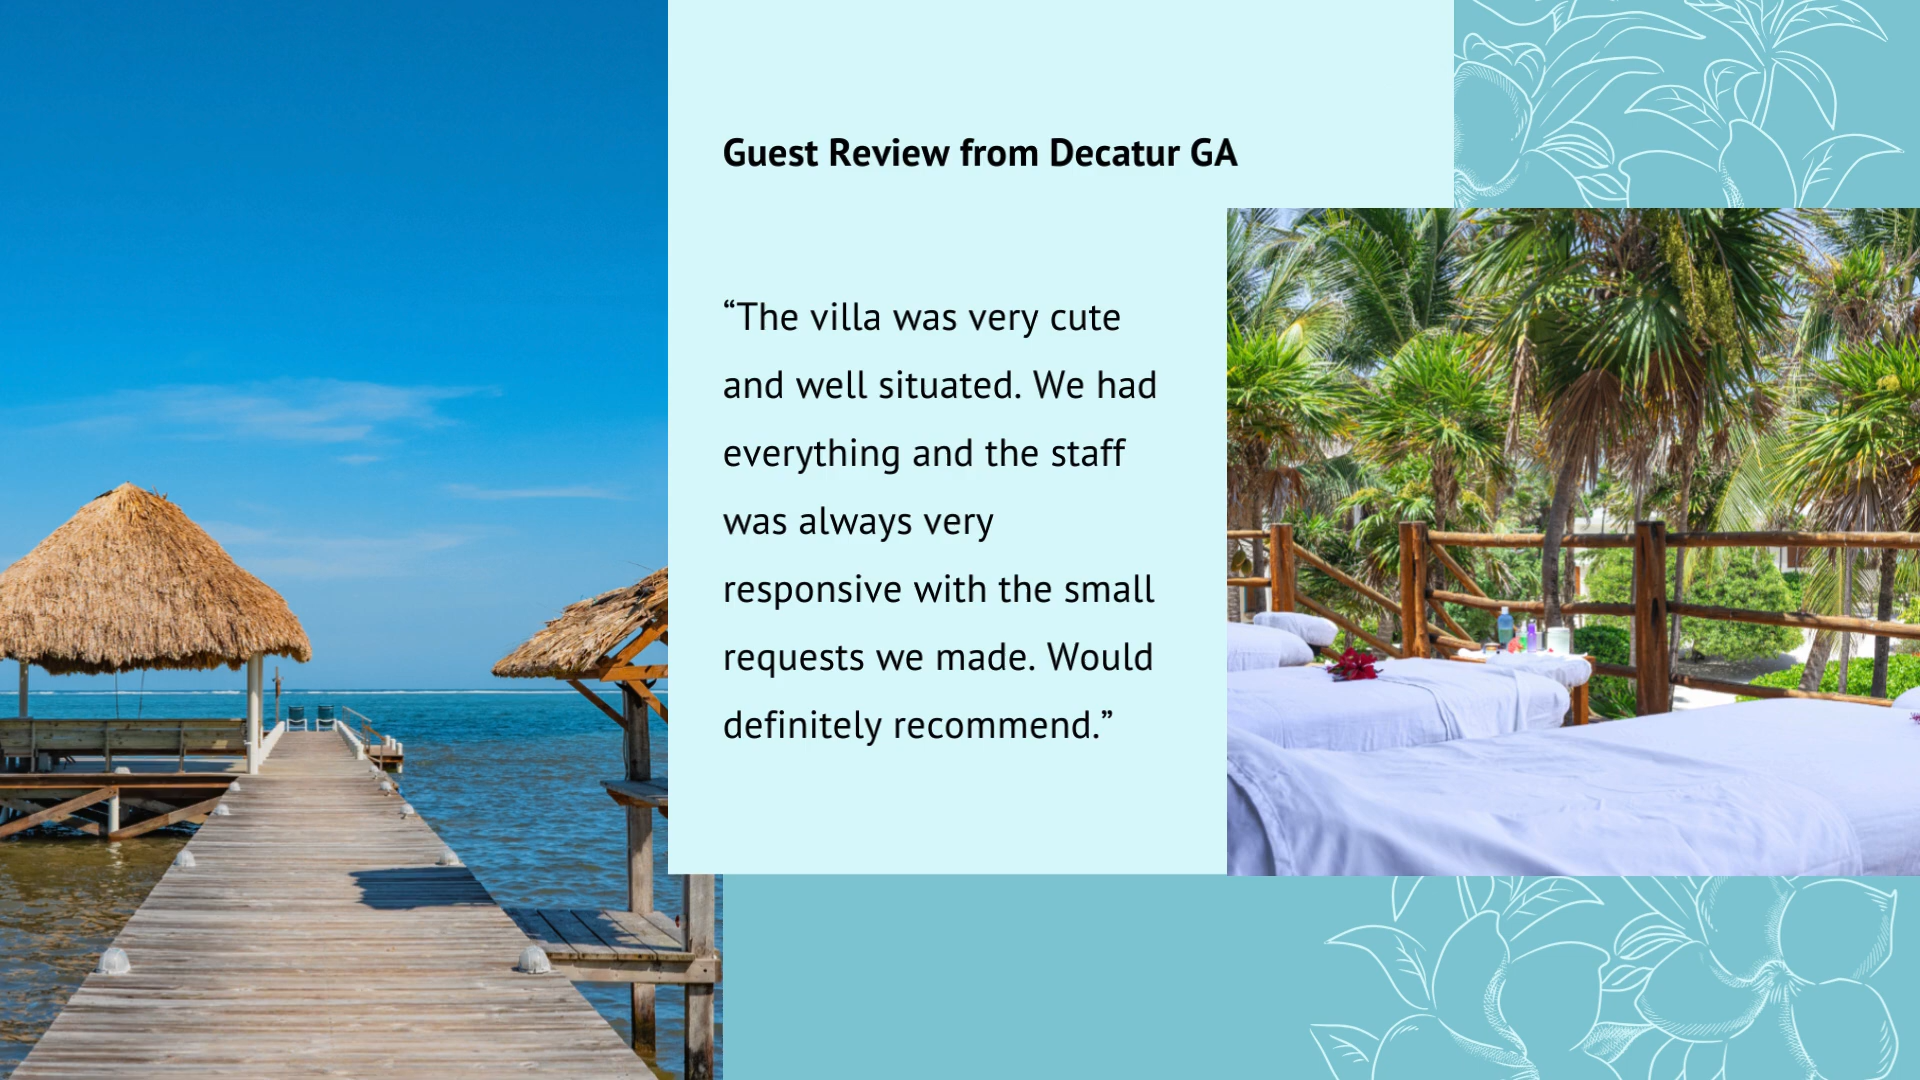 Guest Review from Decatur GA
“The villa was very cute
and well situated. We had
everything and the staff
was always very
responsive with the small
requests we made. Would
definitely recommend.”